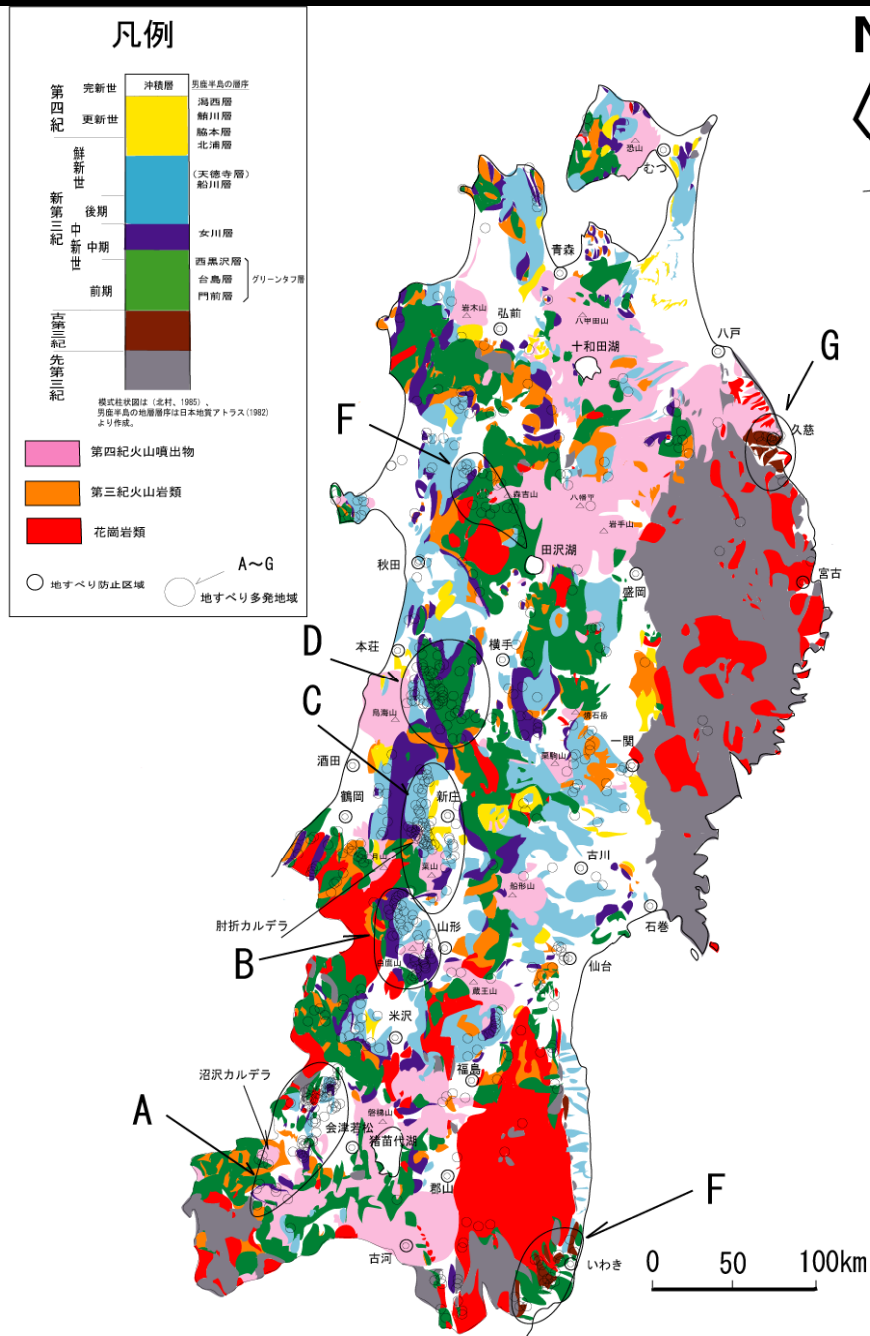 凡例
第四紀
完新世
更新世
新第三紀
鮮新世
中新世
後期
中期
前期
古第三紀
先第三紀
沖積層
男鹿半島の層序
潟西層
鮪川層
脇本層
北浦層
(天徳寺層)
船川層
女川層
西黒沢層
台島層
門前層
グリーンタフ層
模式柱状図は(北村、1985)、
男鹿半島の地層層序は日本地質アトラス(1982)
より作成。
第四紀火山噴出物
第三紀火山岩類
花崗岩類
地すべり防止区域
A~G
地すべり多発地域
N
恐山
むつ
青森
岩木山
弘前
八甲田山
十和田湖
八戸
G
久慈
F
森吉山
八幡平
岩手山
田沢湖
秋田
盛岡
宮古
D
本荘
横手
C
鳥海山
焼石岳
一関
栗駒山
酒田
鶴岡
新庄
古川
月山
葉山
船形山
肘折カルデラ
石巻
B
山形
白鷹山
仙台
蔵王山
米沢
福島
沼沢カルデラ
A
磐梯山
会津若松
猪苗代湖
郡山
F
古河
いわき
0 50 100km